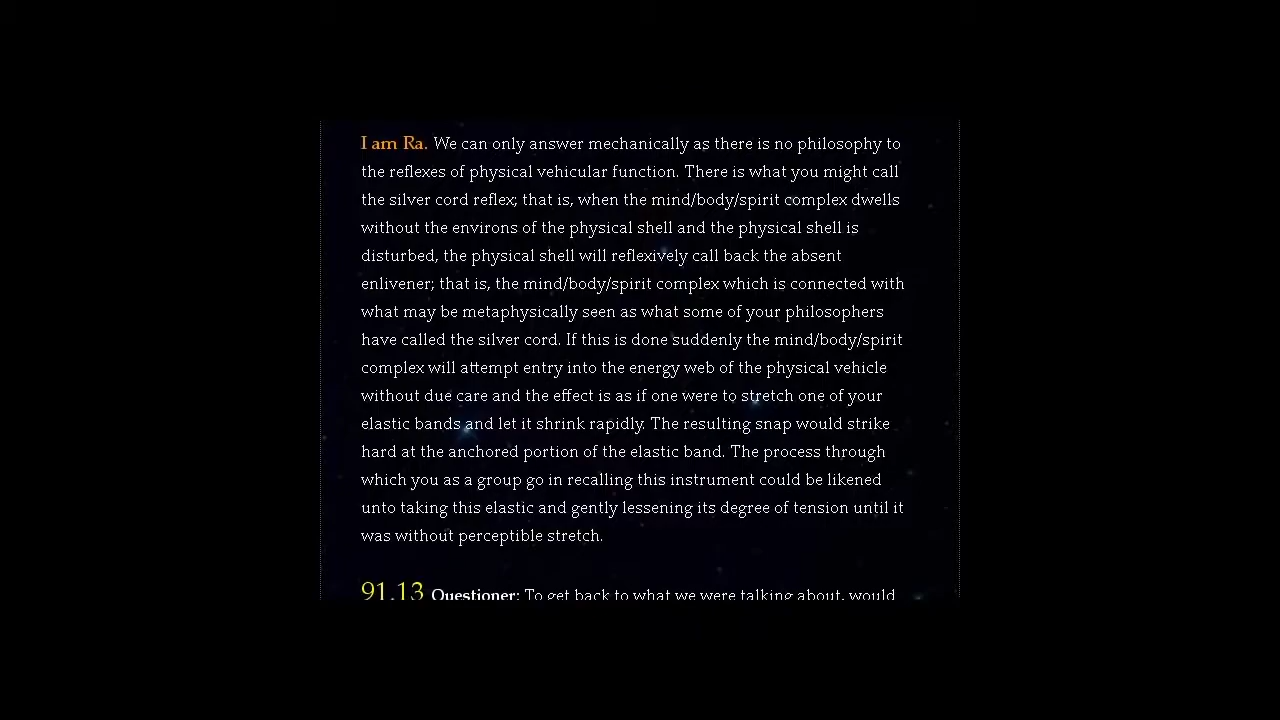 I am Ra. We can only answer mechanically as there is no philosophy to
the reflexes of physical vehicular function. There is what you might call
the silver cord reflex; that is, when the mind/body/spirit complex dwells
without the environs of the physical shell and the physical shell is
disturbed, the physical shell will reflexively call back the absent
enlivener; that is, the mind/body/spirit complex which is connected with
what may be metaphysically seen as what some of your philosophers
have called the silver cord. If this is done suddenly the mind/body/spirit
complex will attempt entry into the energy web of the physical vehicle
without due care and the effect is as if one were to stretch one of your
elastic bands and let it shrink rapidly. The resulting snap would strike
hard at the anchored portion of the elastic band. The process through
which you as a group go in recalling this instrument could be likened
unto taking this elastic and gently lessening its degree of tension until it
was without perceptible stretch.
91.13 Questioner: To get back to what we were talking about, would